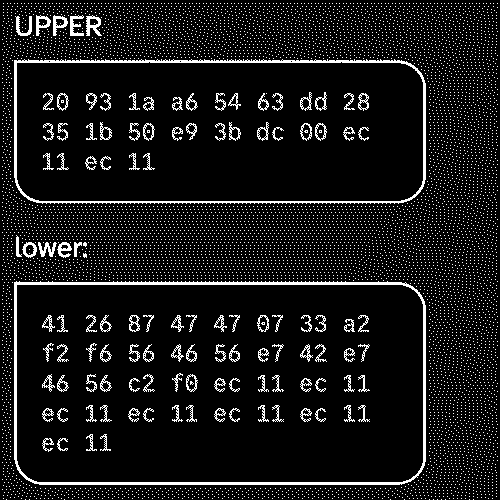 UPPER
20 93 1a a6 54 63 dd 28
35 1b 50 e9 3b dc 00 ec
11 ec 11
lower:
41 26 87 47 47 07 33 a2
f2 f6 56 46 56 e7 42 e7
46 56 c2 f0 ec 11 ec 11
ec 11 ec 11 ec 11 ec 11
ec 11